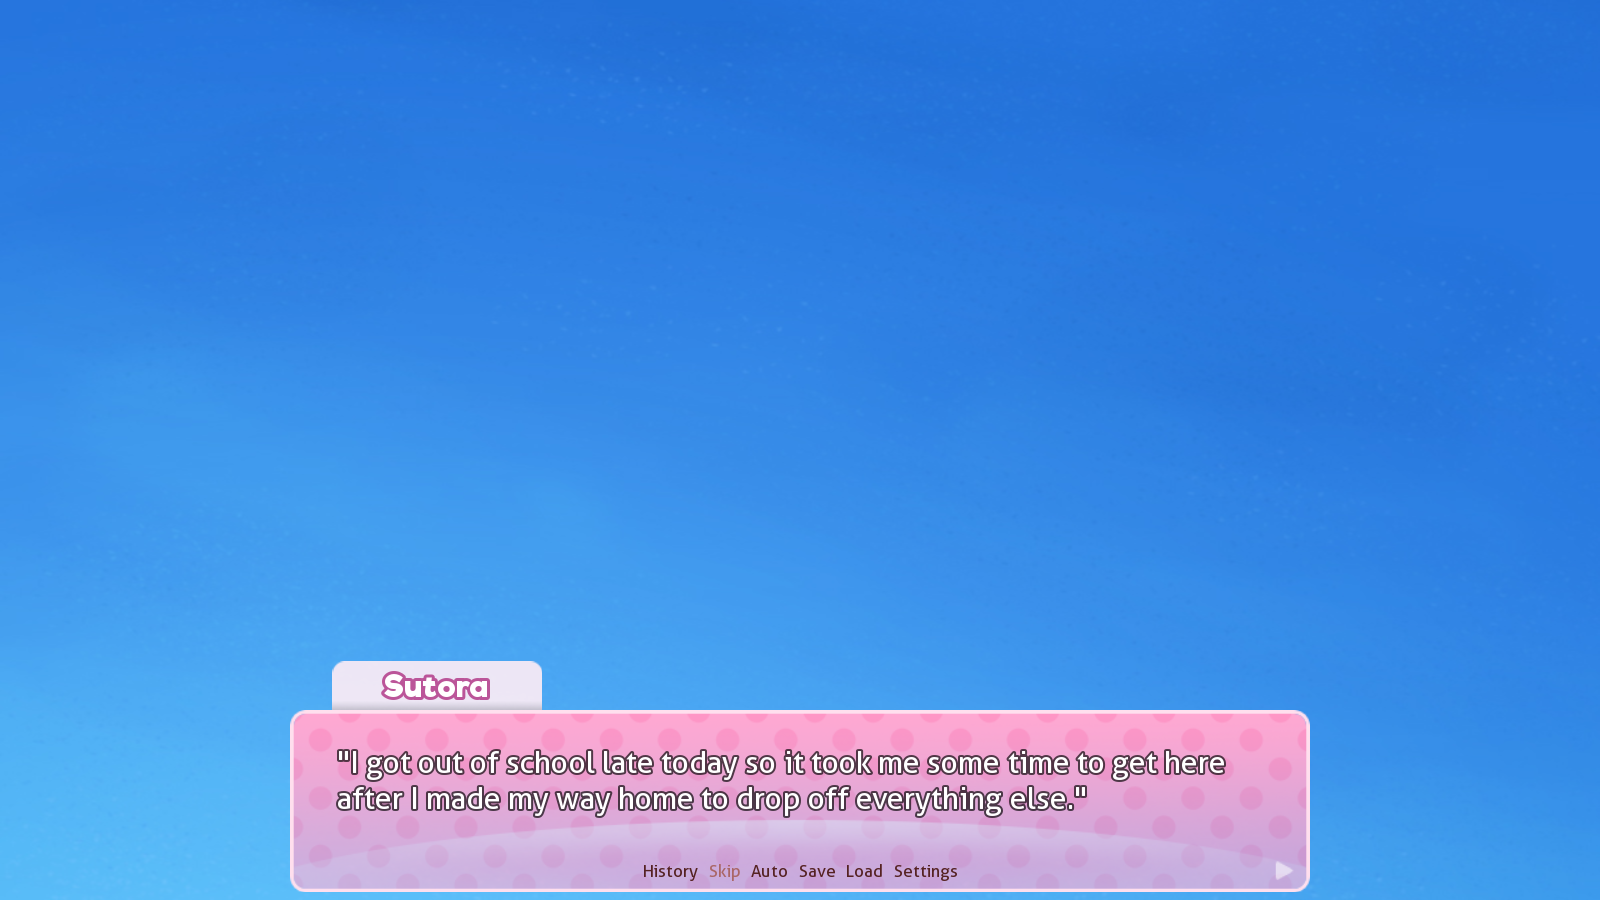 Sutora
"I got out of school late today so it took me some time to get here
after I made my way home to drop off everything else."
History Skip Auto Save Load Settings